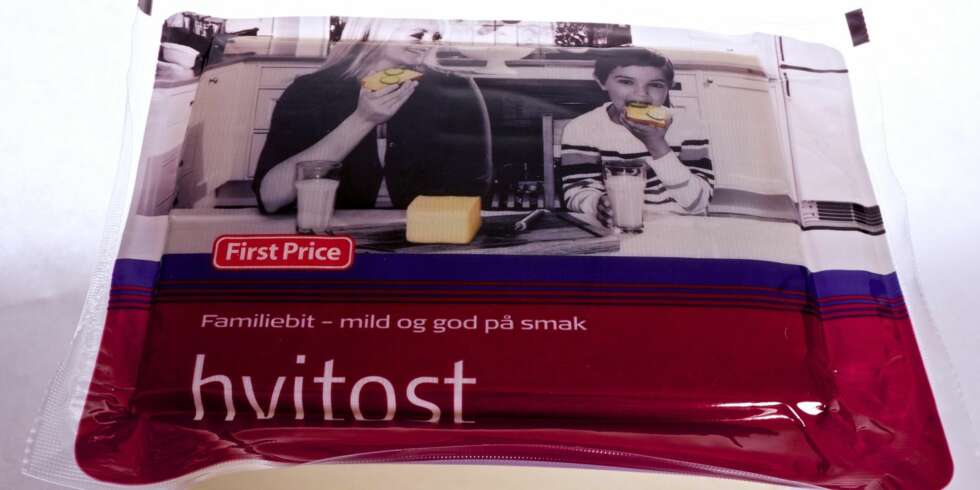 First Price
Familiebit - mild og god på smak
hvitost